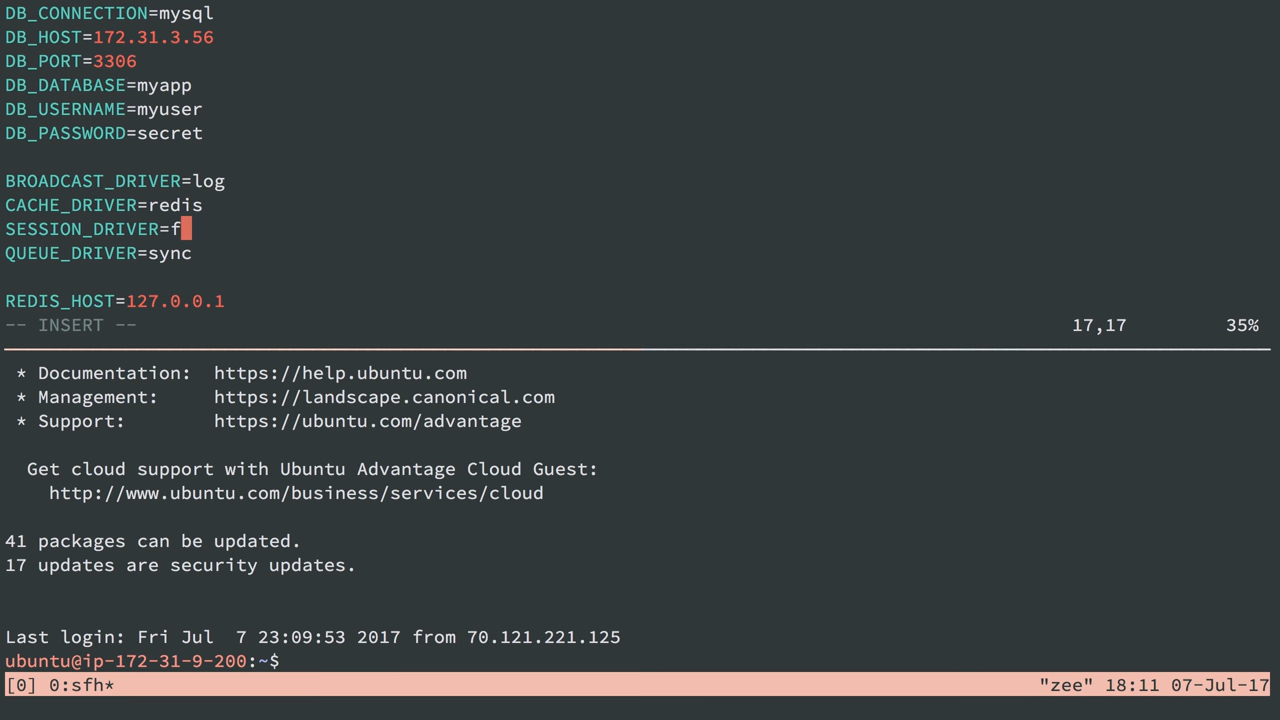 DB_CONNECTION=mysql
DB_HOST=172.31.3.56
DB_PORT=3306
DB_DATABASE=myapp
DB_USERNAME=myuser
DB_PASSWORD=secret
BROADCAST_DRIVER=log
CACHE_DRIVER=redis
SESSION_DRIVER=f
QUEUE_DRIVER=sync
REDIS_HOST=127.0.0.1
-- INSERT -- 17,17 35%
* Documentation: https://help.ubuntu.com
* Management: https://landscape.canonical.com
* Support: https://ubuntu.com/advantage
Get cloud support with Ubuntu Advantage Cloud Guest:
http://www.ubuntu.com/business/services/cloud
41 packages can be updated.
17 updates are security updates.
Last login: Fri Jul  7 23:09:53 2017 from 70.121.221.125
ubuntu@ip-172-31-9-200:~$
[0] 0:sfh* "zee" 18:11 07-Jul-17